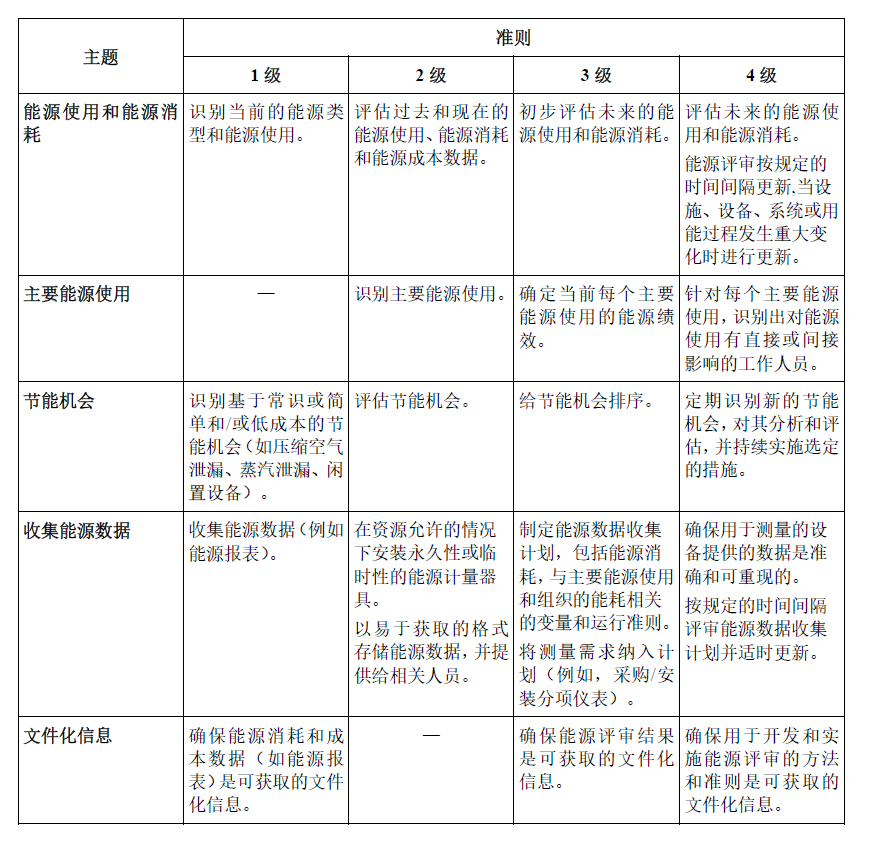 主题
准则
1 级
2 级
3 级
4 级
能源使用和能源消
耗
识别当前的能源类
型和能源使用。
评估过去和现在的
能源使用、能源消耗
和能源成本数据。
初步评估未来的能
源使用和能源消耗。
评估未来的能源使
用和能源消耗。
能源评审按规定的
时间间隔更新,当设
施、设备、系统或用
能过程发生重大变
化时进行更新。
主要能源使用
—
识别主要能源使用。
确定当前每个主要
能源使用的能源绩
效。
针对每个主要能源
使用，识别出对能源
使用有直接或间接
影响的工作人员。
节能机会
识别基于常识或简
单和/或低成本的节
能机会（如压缩空气
泄漏、蒸汽泄漏、闲
置设备）。
评估节能机会。
给节能机会排序。
定期识别新的节能
机会，对其分析和评
估，并持续实施选定
的措施。
收集能源数据
收集能源数据（例如
能源报表）。
在资源允许的情况
下安装永久性或临
时性的能源计量器
具。
以易于获取的格式
存储能源数据，并提
供给相关人员。
制定能源数据收集
计划，包括能源消
耗，与主要能源使用
和组织的能耗相关
的变量和运行准则。
将测量需求纳入计
划（例如，采购/安
装分项仪表）。
确保用于测量的设
备提供的数据是准
确和可重现的。
按规定的时间间隔
评审能源数据收集
计划并适时更新。
文件化信息
确保能源消耗和成
本数据（如能源报
表）是可获取的文件
化信息。
—
确保能源评审结果
是可获取的文件化
信息。
确保用于开发和实
施能源评审的方法
和准则是可获取的
文件化信息。